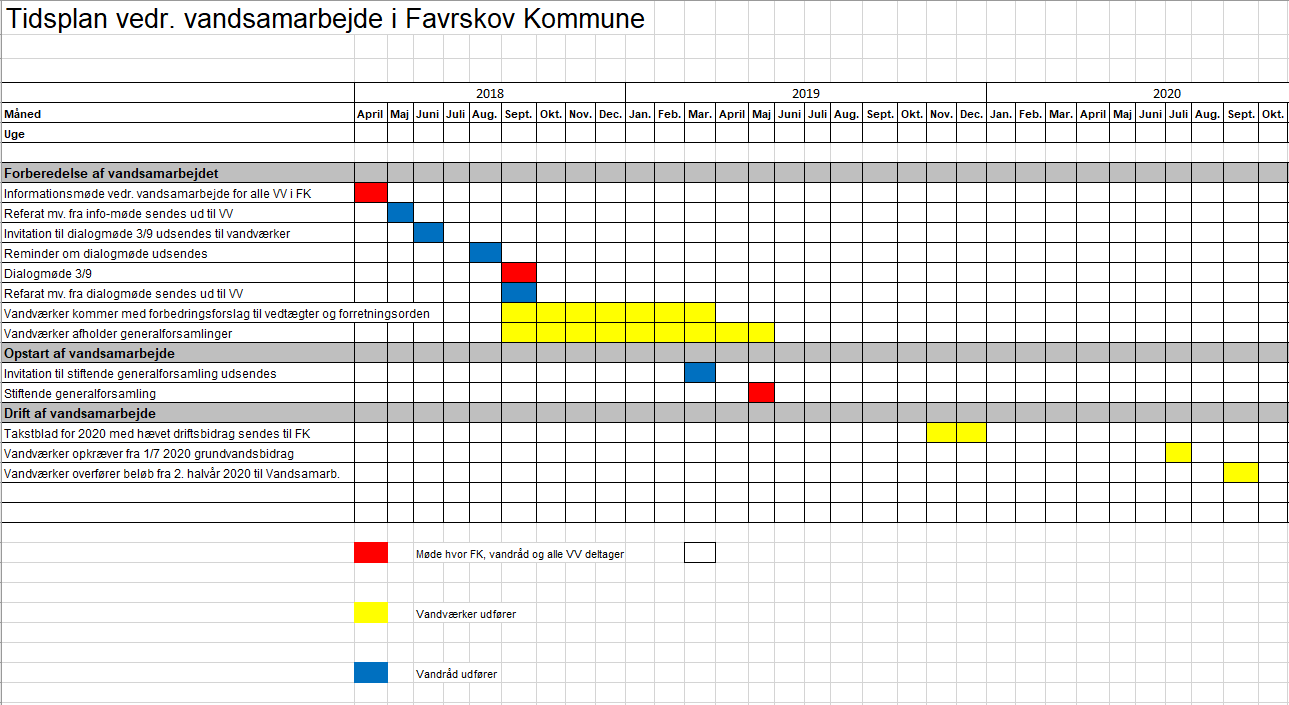 Tidsplan vedr. vandsamarbejde i Favrskov Kommune
2018 2019 2020
Måned April Maj Juni Juli Aug. Sept. Okt. Nov. Dec. Jan. Feb. Mar. April Maj Juni Juli Aug. Sept. Okt. Nov. Dec. Jan. Feb. Mar. April Maj Juni Juli Aug. Sept. Okt.
Uge
Forberedelse af vandsamarbejdet
Informationsmøde vedr. vandsamarbejde for alle VV i FK
Referat mv. fra info-møde sendes ud til VV
Invitation til dialogmøde 3/9 udsendes til vandværker
Reminder om dialogmøde udsendes
Dialogmøde 3/9
Refarat mv. fra dialogmøde sendes ud til VV
Vandværker kommer med forbedringsforslag til vedtægter og forretningsorden
Vandværker afholder generalforsamlinger
Opstart af vandsamarbejde
Invitation til stiftende generalforsamling udsendes
Stiftende generalforsamling
Drift af vandsamarbejde
Takstblad for 2020 med hævet driftsbidrag sendes til FK
Vandværker opkræver fra 1/7 2020 grundvandsbidrag
Vandværker overfører beløb fra 2. halvår 2020 til Vandsamarb.
Møde hvor FK, vandråd og alle VV deltager
Vandværker udfører
Vandråd udfører